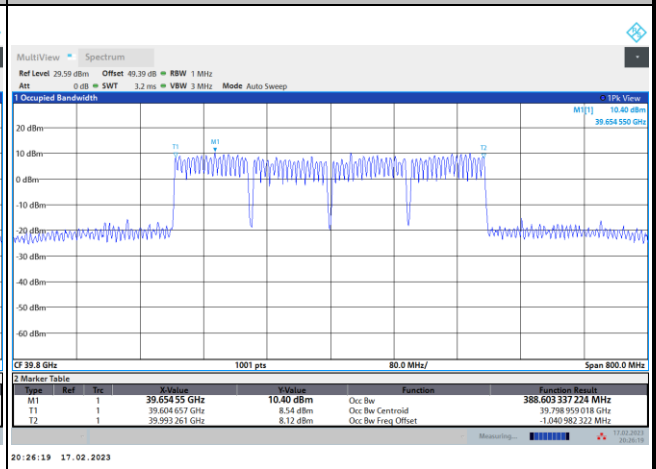 MultiView Spectrum
Ref Level 29.59 dBm Offset 49.39 dB RBW 1 MHz
Att 0 dB SWT 3.2 ms VBW 3 MHz Mode Auto Sweep
1 Occupied Bandwidth 1Pk View
M1[1] 10.40 dBm
39.654 550 GHz
20 dBm
T1 M1 T2
10 dBm
0 dBm
-10 dBm
-20 dBm
-30 dBm
-40 dBm
-50 dBm
-60 dBm
CF 39.8 GHz 1001 pts 80.0 MHz/ Span 800.0 MHz
2 Marker Table
Type Ref Trc X-Value Y-Value Function Function Result
M1 1 39.654 55 GHz 10.40 dBm Occ Bw 388.603 337 224 MHz
T1 1 39.604 657 GHz 8.54 dBm Occ Bw Centroid 39.798 959 018 GHz
T2 1 39.993 261 GHz 8.12 dBm Occ Bw Freq Offset -1.040 982 322 MHz
Measuring... 17.02.2023
20:26:19
20:26:19 17.02.2023